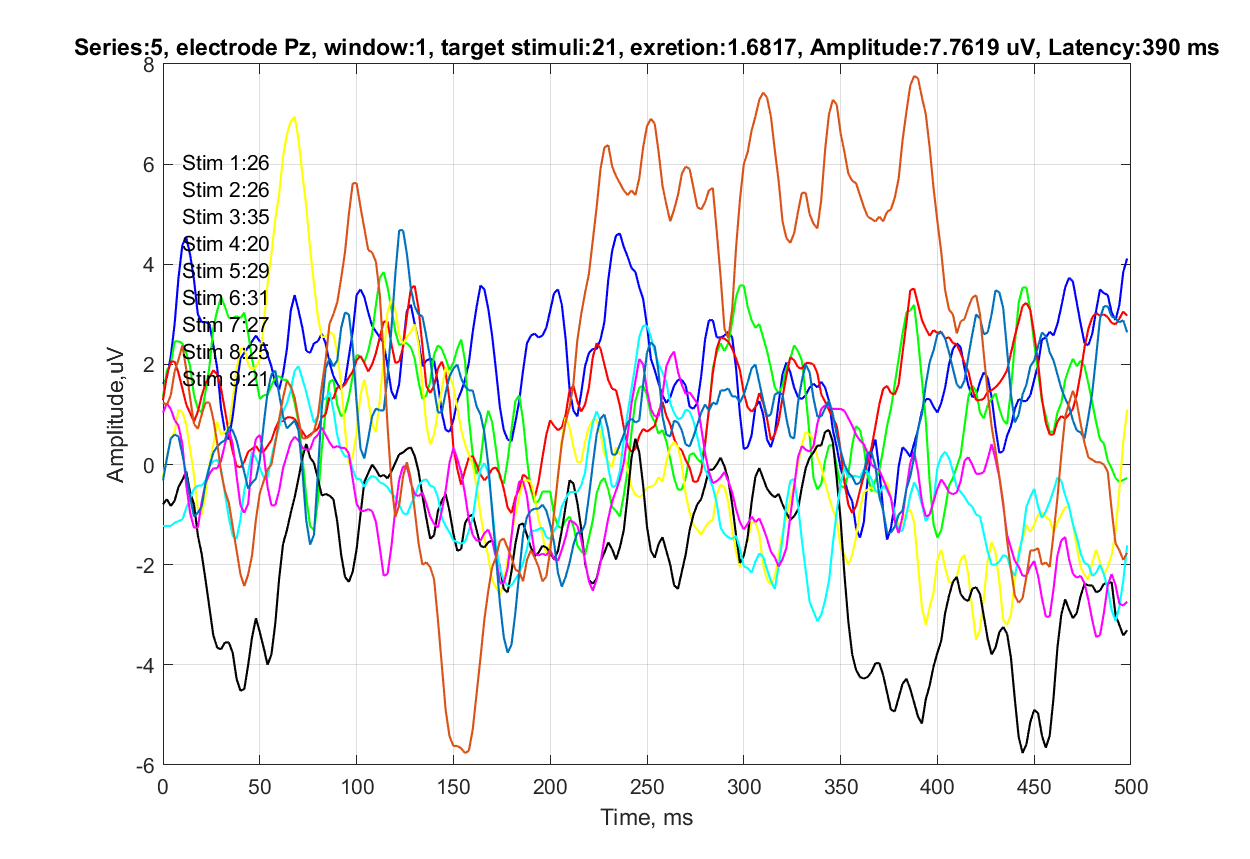 Series:5, electrode Pz, window:1, target stimuli:21, exretion:1.6817, Amplitude:7.7619 uV, Latency:390 ms
8
6
4
2
0
-2
-4
-6
Amplitude,uV
Stim 1:26
Stim 2:26
Stim 3:35
Stim 4:20
Stim 5:29
Stim 6:31
Stim 7:27
Stim 8:25
Stim 9:21
0 50 100 150 200 250 300 350 400 450 500
Time, ms